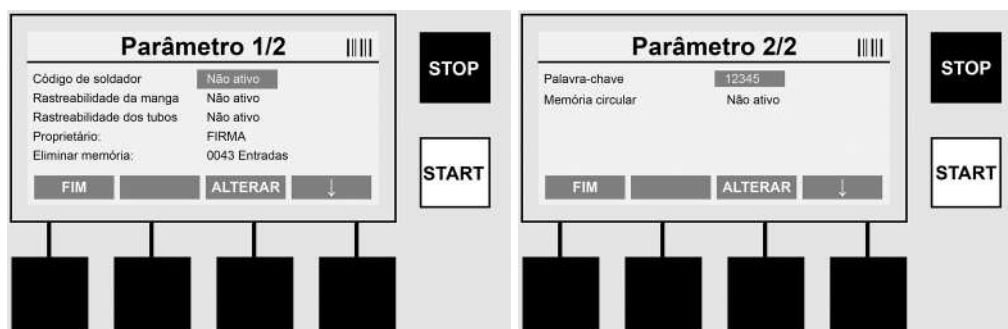 Parâmetro 1/2
Código de soldador Não ativo
Rastreabilidade da manga Não ativo
Rastreabilidade dos tubos Não ativo
Proprietário: FIRMA
Eliminar memória: 0043 Entradas
FIM ALTERAR ↓
STOP
START
Parâmetro 2/2
Palavra-chave 12345
Memória circular Não ativo
FIM ALTERAR ↓
STOP
START